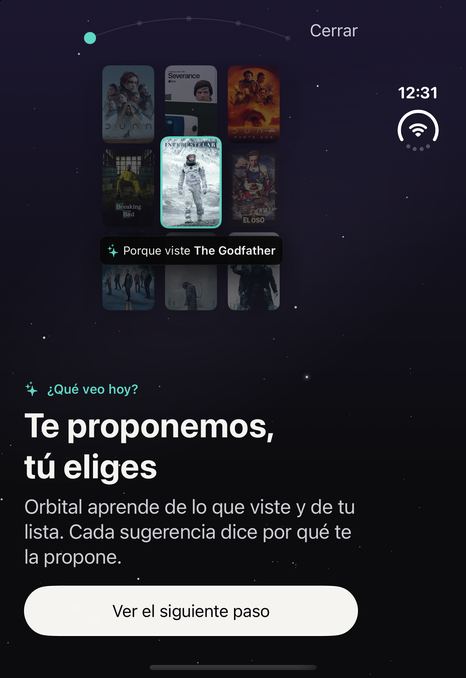 Cerrar
12:31
Severance
DUNE
INTERSTELLAR
Breaking
Bad
EL OSO
Porque viste The Godfather
¿Qué veo hoy?
Te proponemos,
tú eliges
Orbital aprende de lo que viste y de tu
lista. Cada sugerencia dice por qué te
la propone.
Ver el siguiente paso